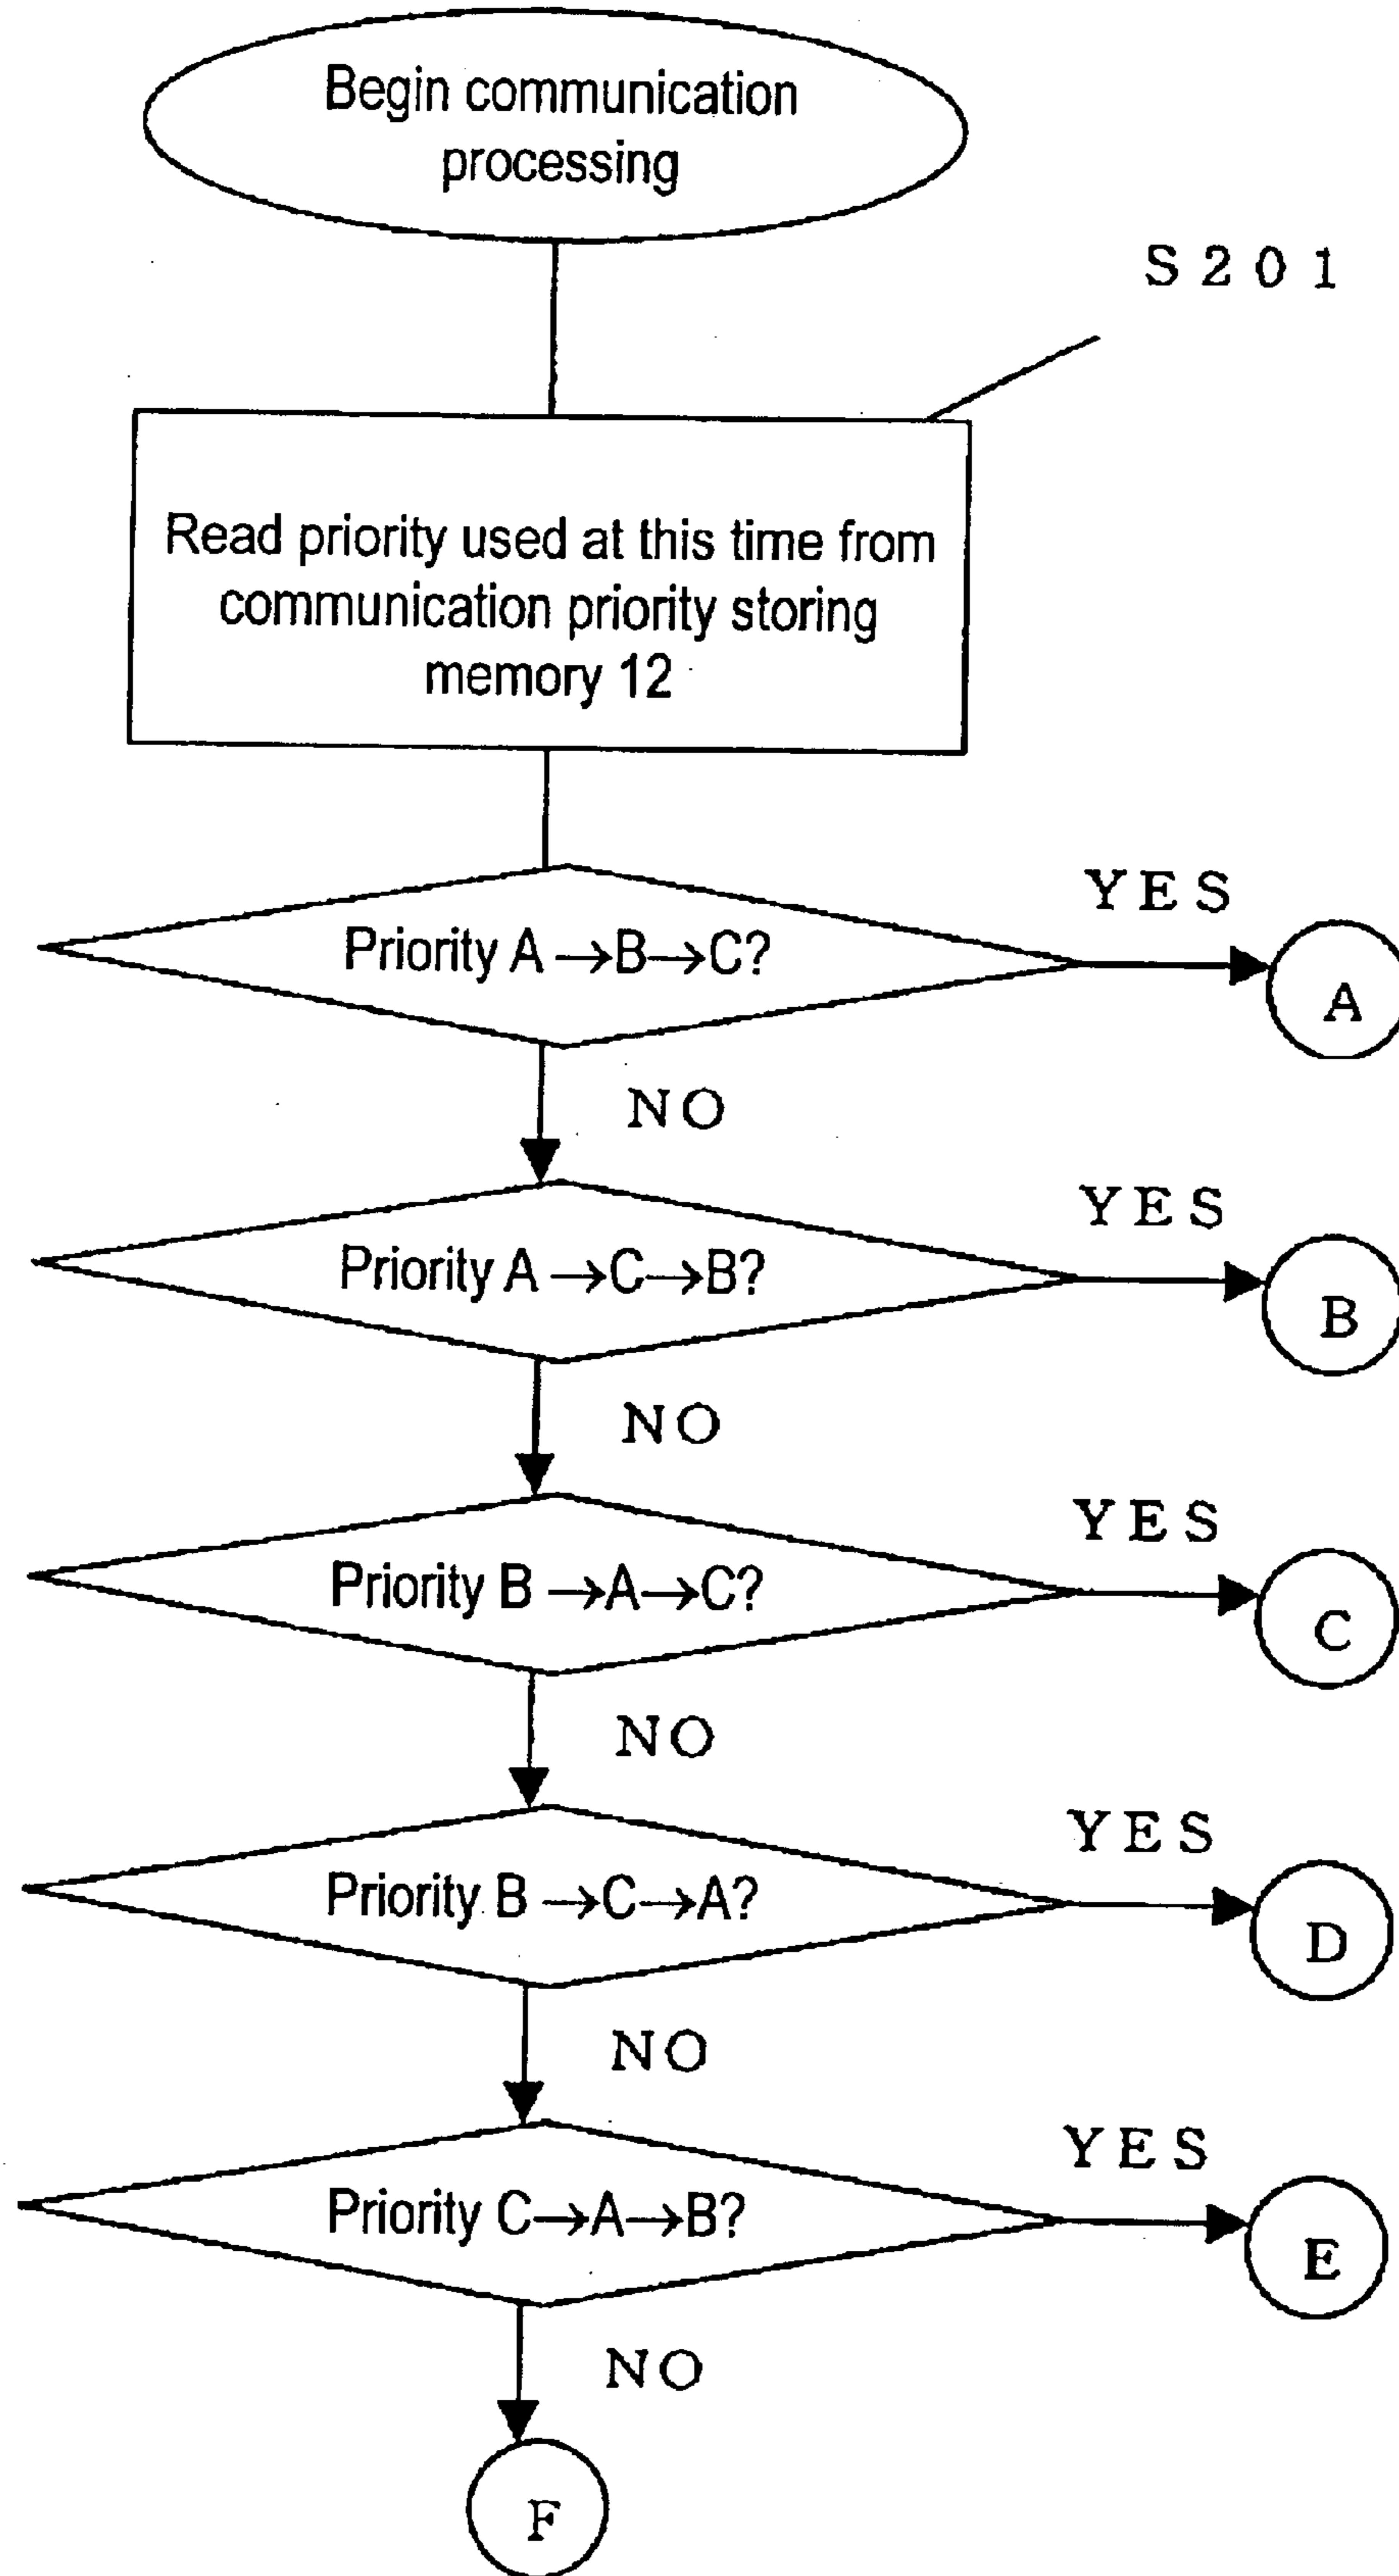 Begin communication
processing
S201
Read priority used at this time from
communication priority storing
memory 12
Priority A→B→C?
YES
A
NO
Priority A→C→B?
YES
B
NO
Priority B→A→C?
YES
C
NO
Priority B→C→A?
YES
D
NO
Priority C→A→B?
YES
E
NO
F